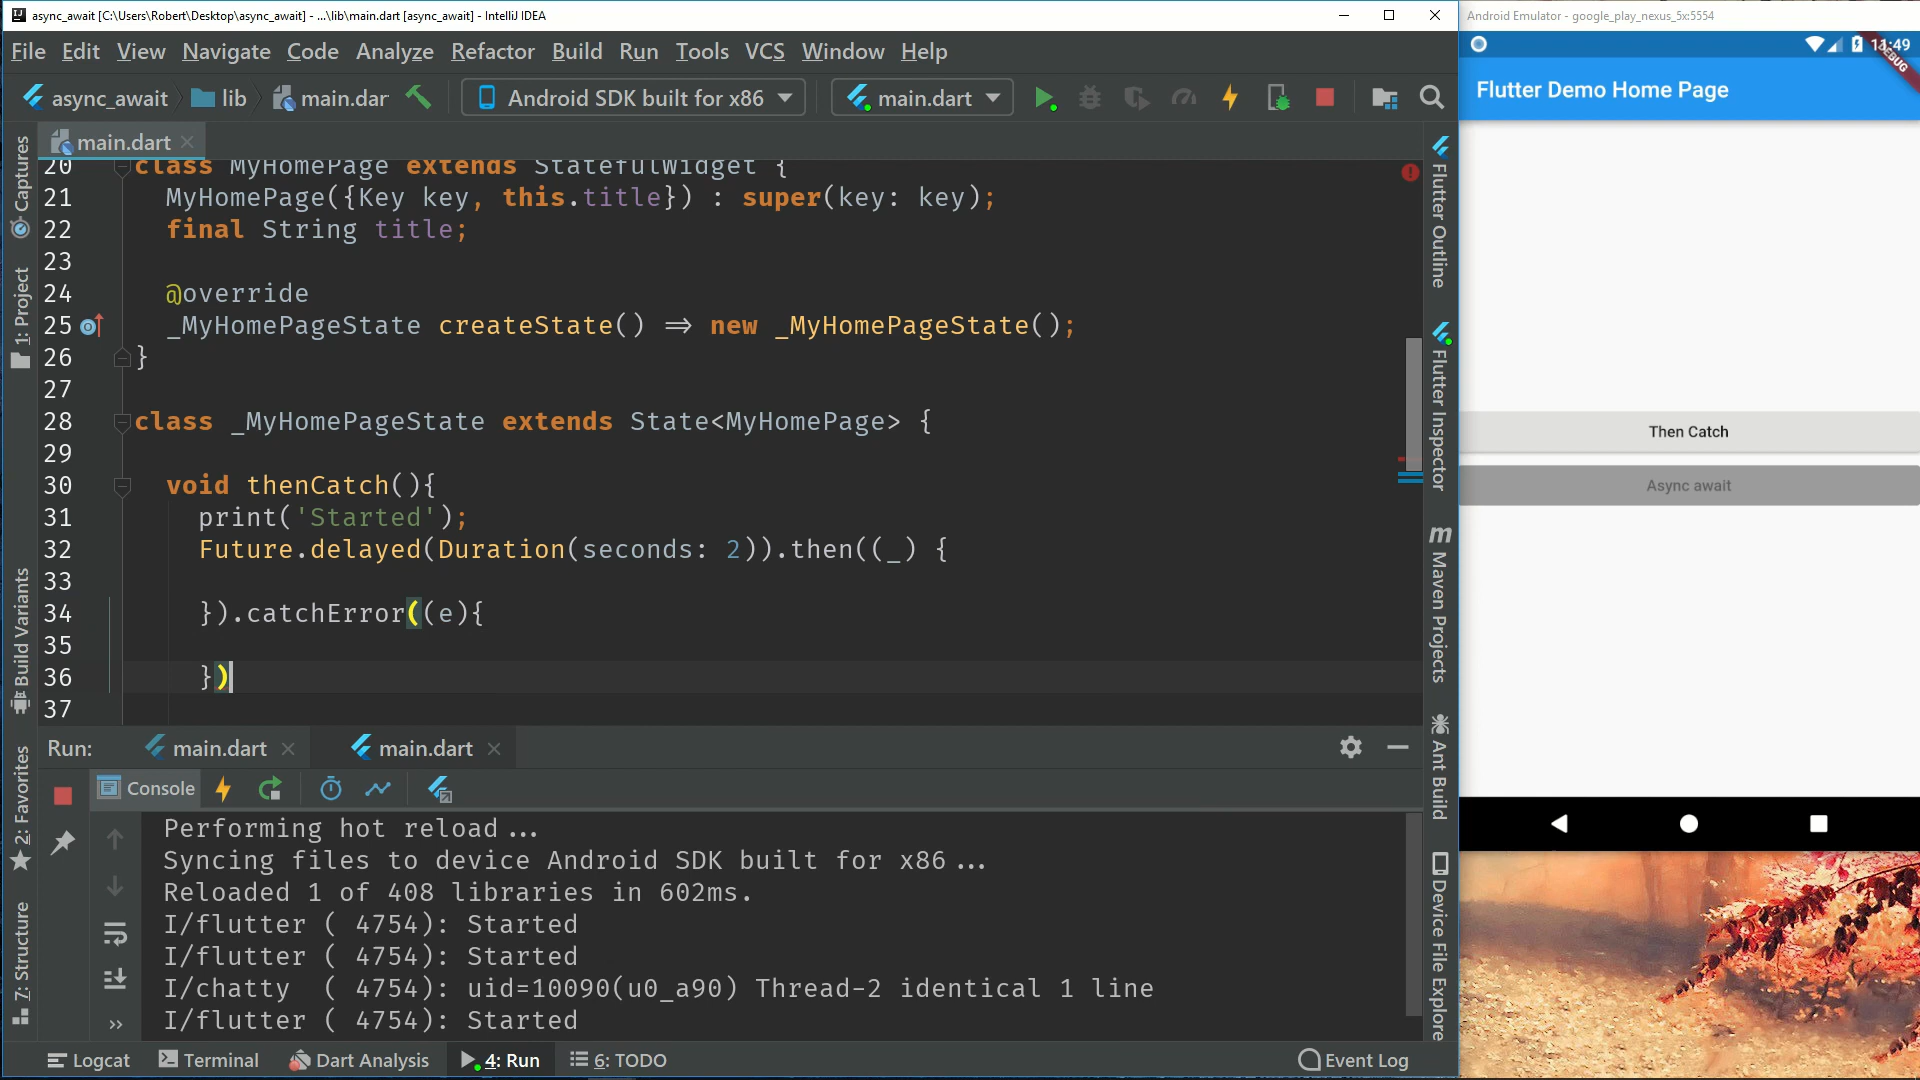 async_await [C:\Users\Robert\Desktop\async_await] - ...\lib\main.dart [async_await] - IntelliJ IDEA
File Edit View Navigate Code Analyze Refactor Build Run Tools VCS Window Help
async_await lib main.dar Android SDK built for x86 main.dart
main.dart
20 class MyHomePage extends StatefulWidget {
21 MyHomePage({Key key, this.title}) : super(key: key);
22 final String title;
23
24 @override
25 _MyHomePageState createState() => new _MyHomePageState();
26 }
27
28 class _MyHomePageState extends State<MyHomePage> {
29
30 void thenCatch(){
31 print('Started');
32 Future.delayed(Duration(seconds: 2)).then((_) {
33
34 }).catchError((e){
35
36 })
37
Run: main.dart main.dart
Console
Performing hot reload...
Syncing files to device Android SDK built for x86...
Reloaded 1 of 408 libraries in 602ms.
I/flutter ( 4754): Started
I/flutter ( 4754): Started
I/chatty ( 4754): uid=10090(u0_a90) Thread-2 identical 1 line
I/flutter ( 4754): Started
Logcat Terminal Dart Analysis 4: Run 6: TODO Event Log
Captures
1: Project
Build Variants
2: Favorites
7: Structure
Flutter Outline
Flutter Inspector
Maven Projects
Ant Build
Device File Explore
Android Emulator - google_play_nexus_5x:5554
11:49
DEBUG
Flutter Demo Home Page
Then Catch
Async await